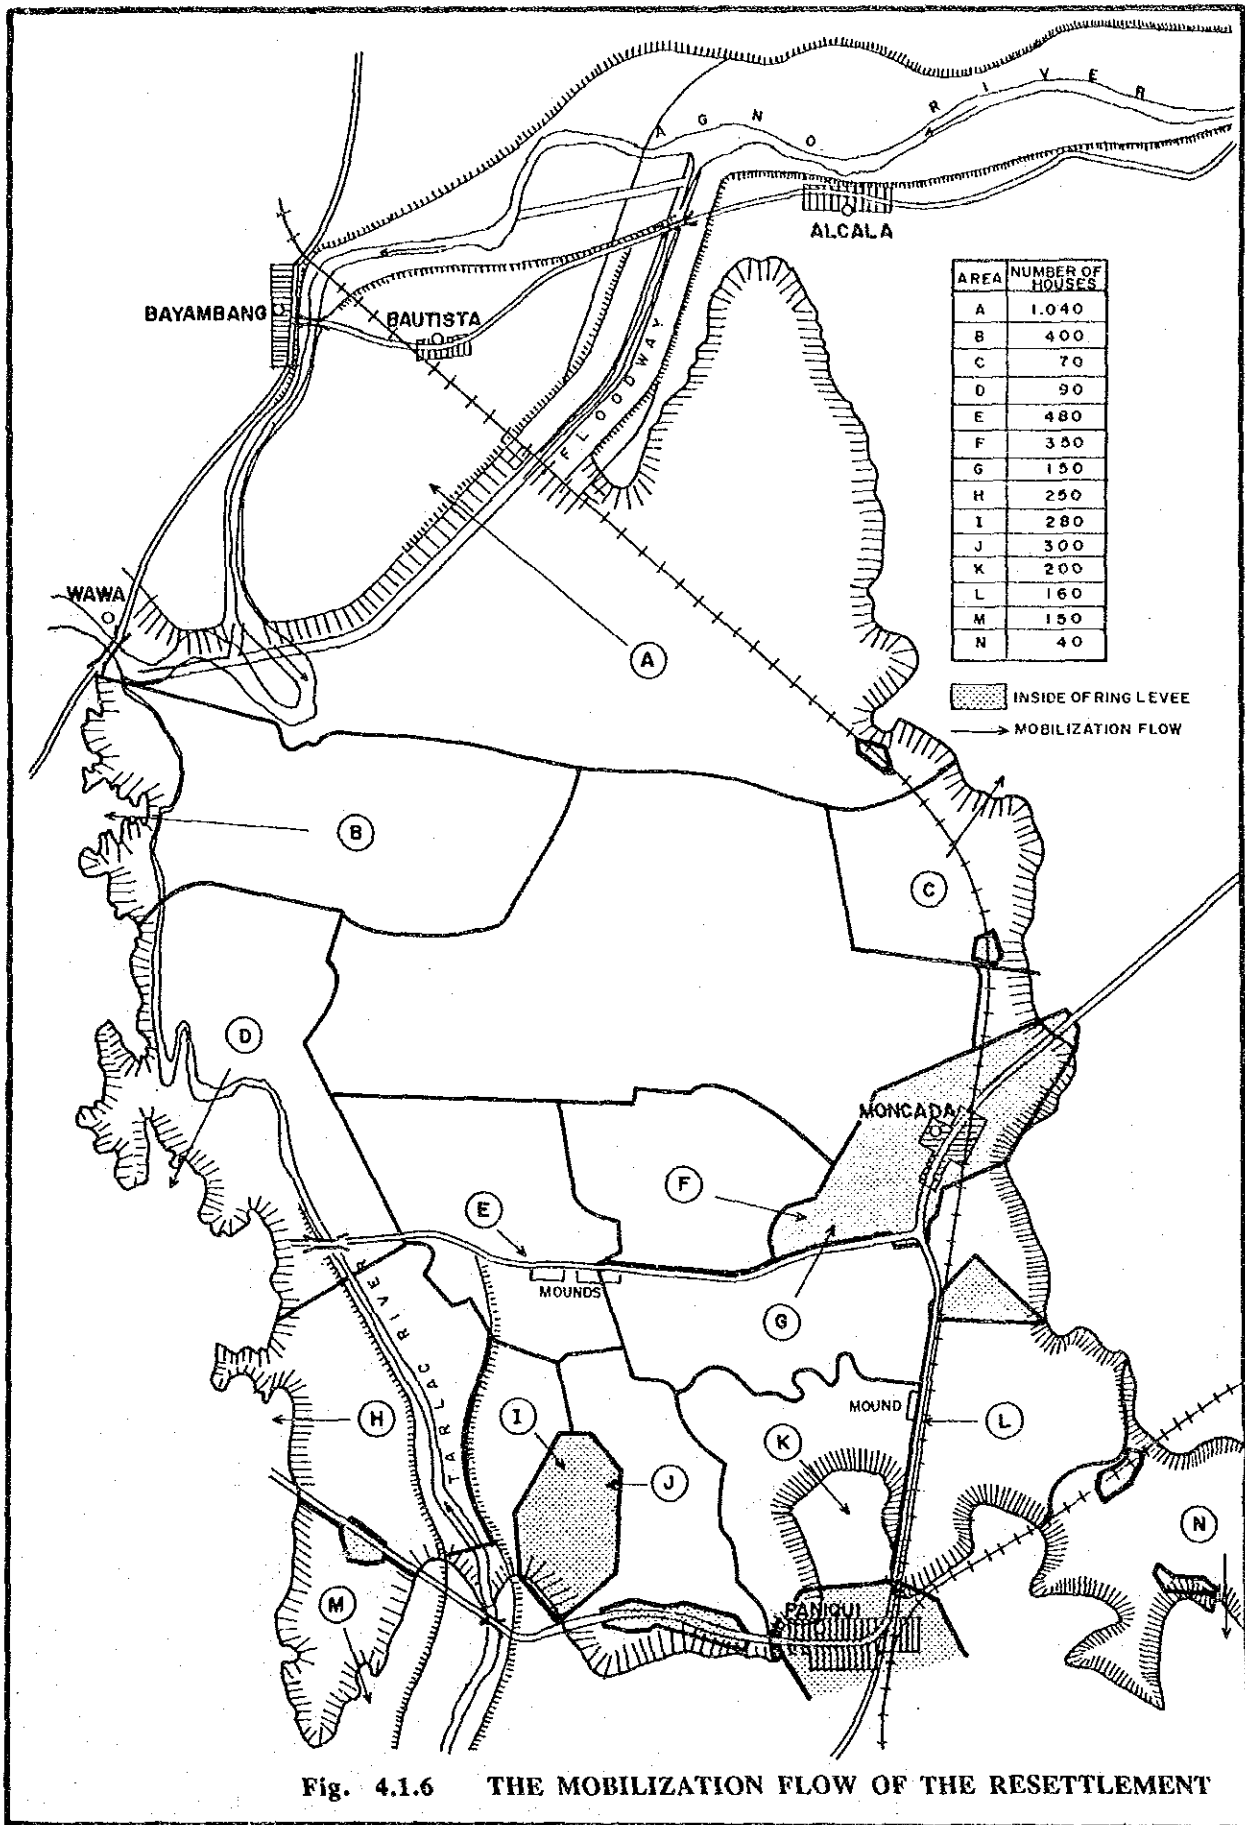 AGNO RIVER
ALCALA
BAYAMBANG
BAUTISTA
FLOODWAY
AREA NUMBER OF HOUSES
A 1.040
B 400
C 70
D 90
E 480
F 350
G 150
H 250
I 280
J 300
K 200
L 160
M 150
N 40
WAWA
A
INSIDE OF RING LEVEE
MOBILIZATION FLOW
B
C
D
MONCADA
F
E
MOUNDS
G
TARLAC RIVER
H
I
J
K
MOUND
L
N
M
PANIQUI
Fig. 4.1.6 THE MOBILIZATION FLOW OF THE RESETTLEMENT